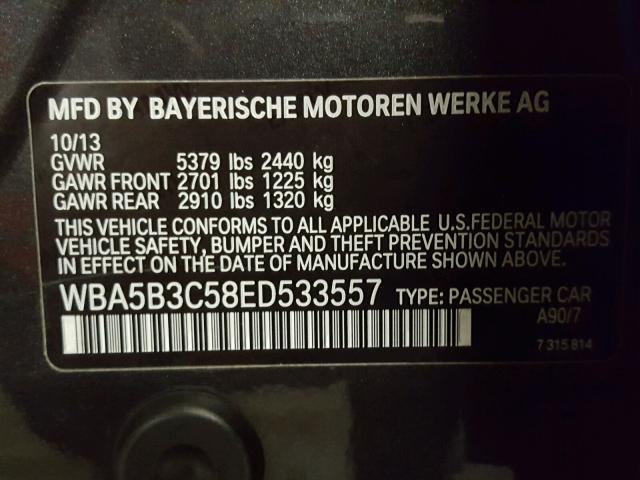 MFD BY BAYERISCHE MOTOREN WERKE AG
10/13
GVWR 5379 lbs 2440 kg
GAWR FRONT 2701 lbs 1225 kg
GAWR REAR 2910 lbs 1320 kg
THIS VEHICLE CONFORMS TO ALL APPLICABLE U.S.FEDERAL MOTOR
VEHICLE SAFETY, BUMPER AND THEFT PREVENTION STANDARDS
IN EFFECT ON THE DATE OF MANUFACTURE SHOWN ABOVE.
WBA5B3C58ED533557 TYPE: PASSENGER CAR
A90/7
7 315 814